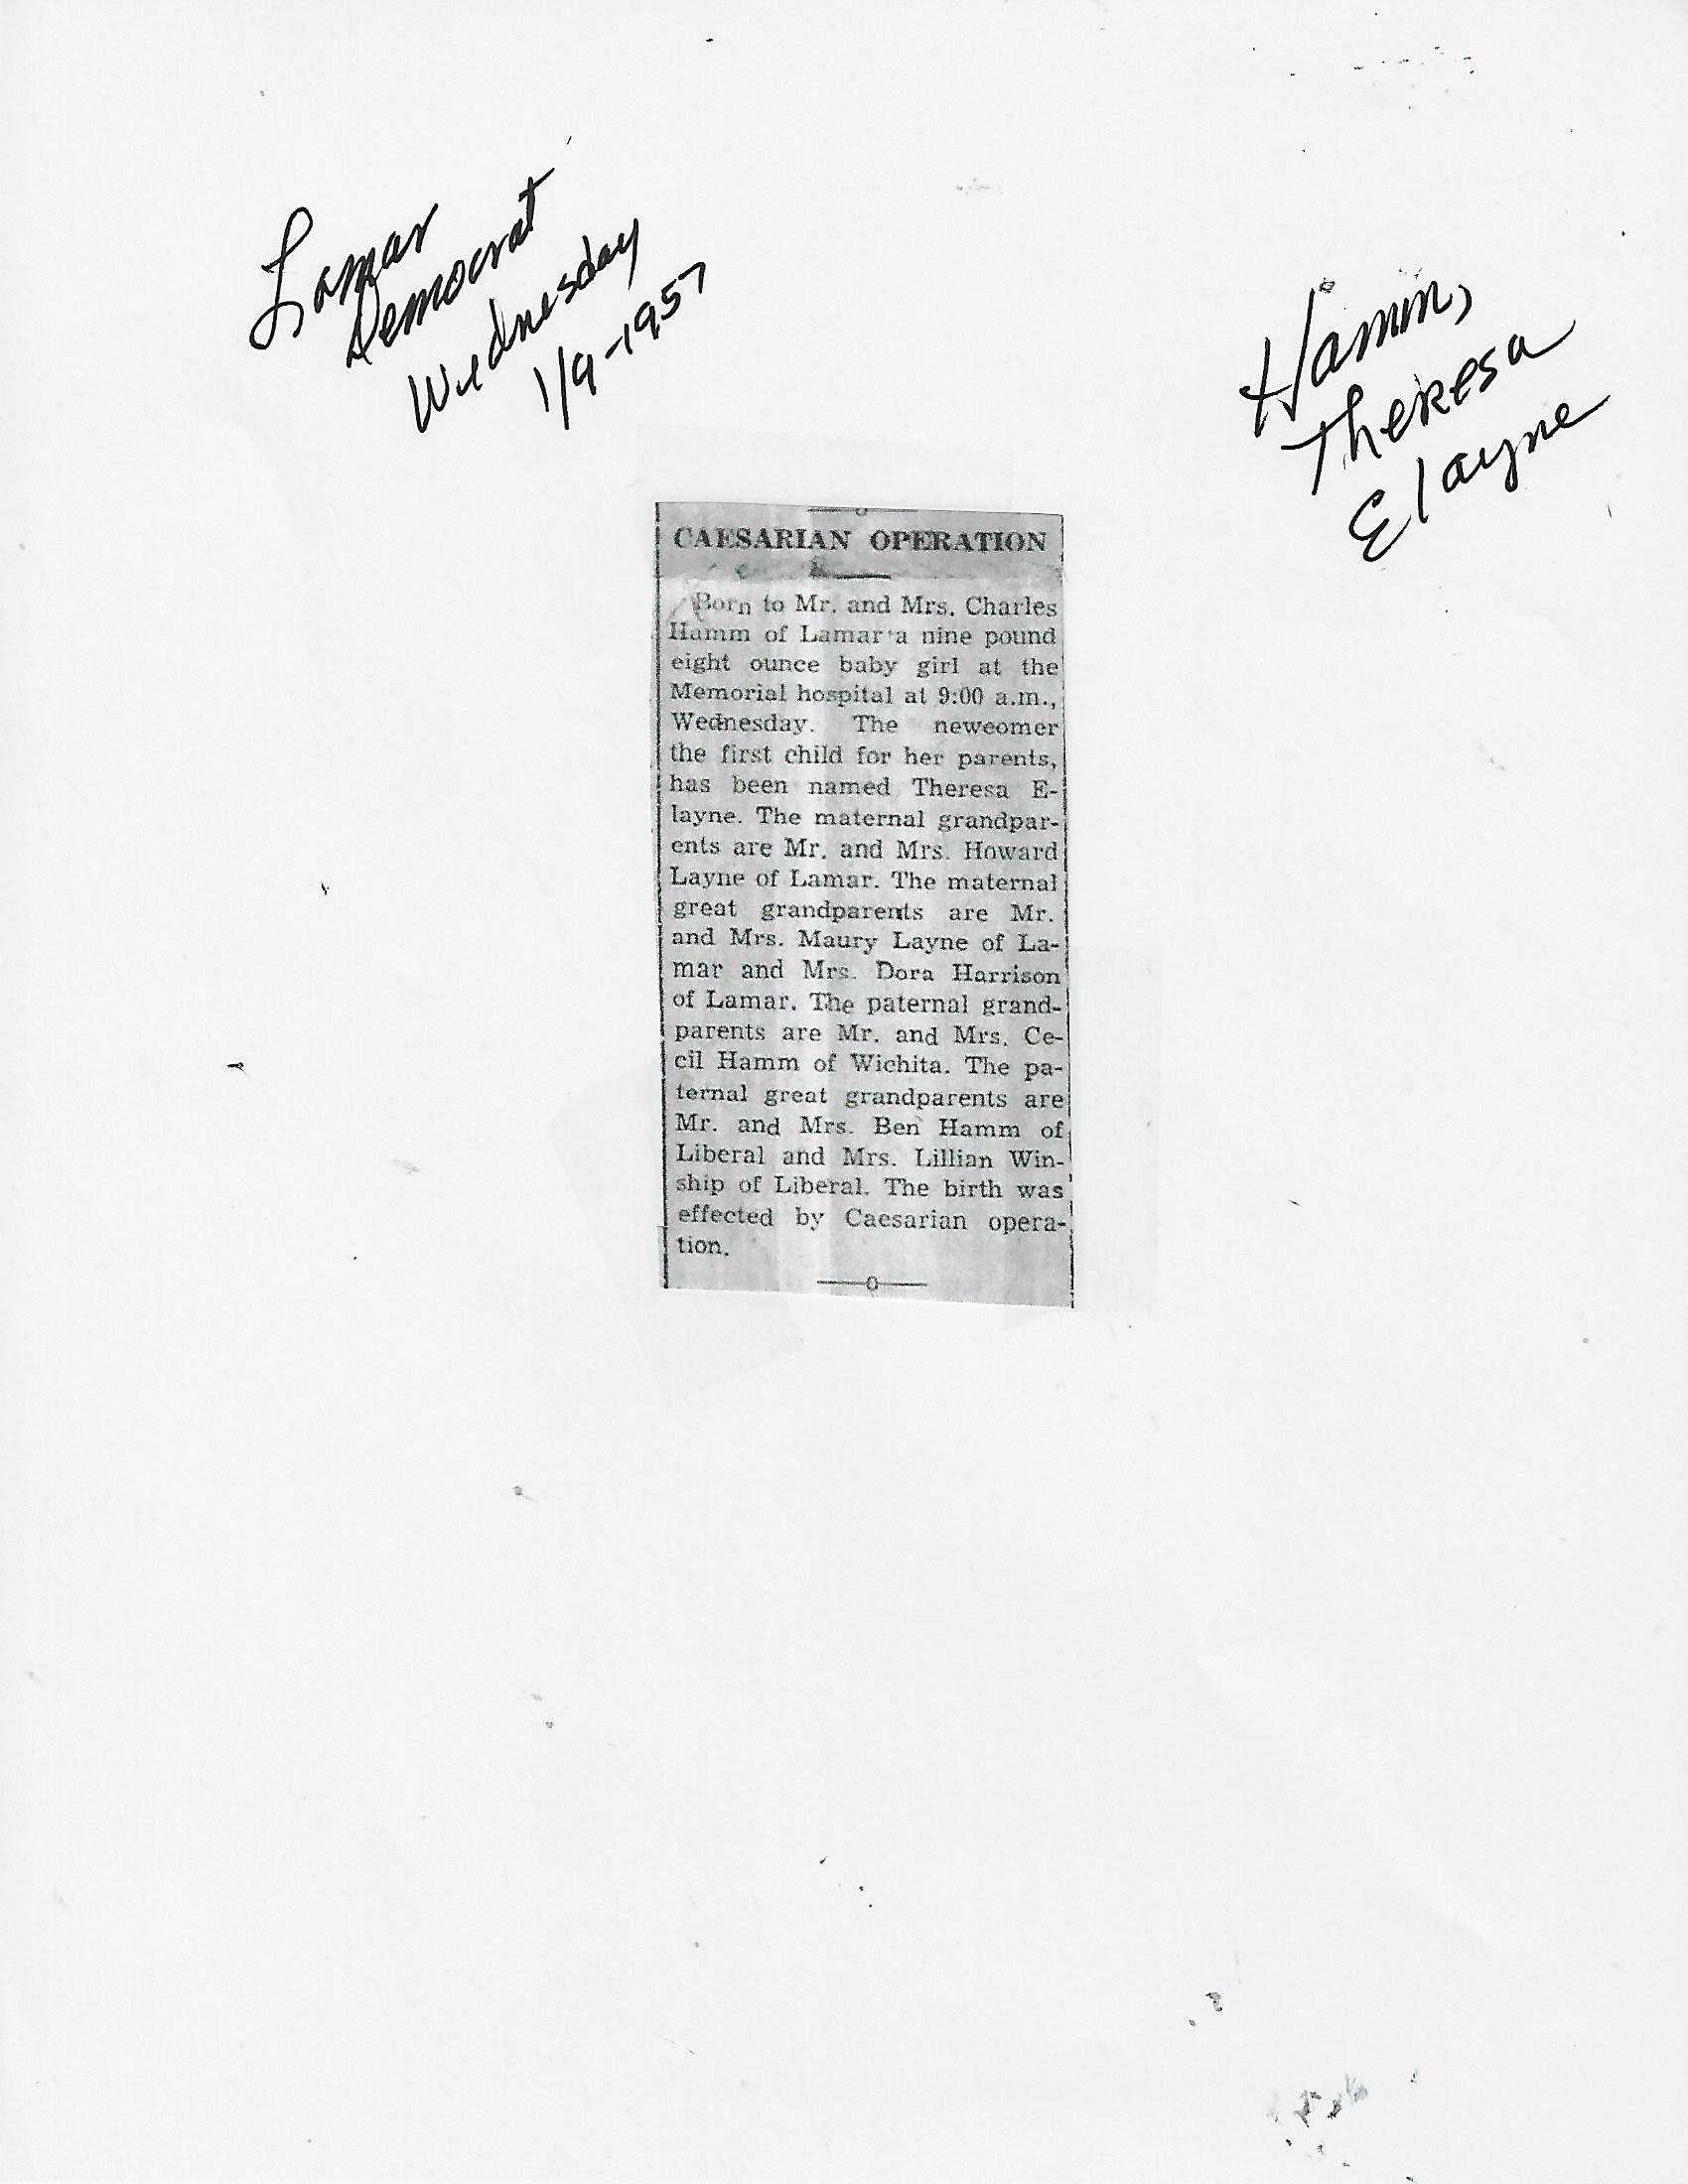 Lamar
Democrat
Wednesday
1/9-1957
Hamm,
Theresa
Elayne
CAESARIAN OPERATION
Born to Mr. and Mrs. Charles
Hamm of Lamar a nine pound
eight ounce baby girl at the
Memorial hospital at 9:00 a.m.,
Wednesday. The neweomer
the first child for her parents,
has been named Theresa E-
layne. The maternal grandpar-
ents are Mr. and Mrs. Howard
Layne of Lamar. The maternal
great grandparents are Mr.
and Mrs. Maury Layne of La-
mar and Mrs. Dora Harrison
of Lamar. The paternal grand-
parents are Mr. and Mrs. Ce-
cil Hamm of Wichita. The pa-
ternal great grandparents are
Mr. and Mrs. Ben Hamm of
Liberal and Mrs. Lillian Win-
ship of Liberal. The birth was
effected by Caesarian opera-
tion.